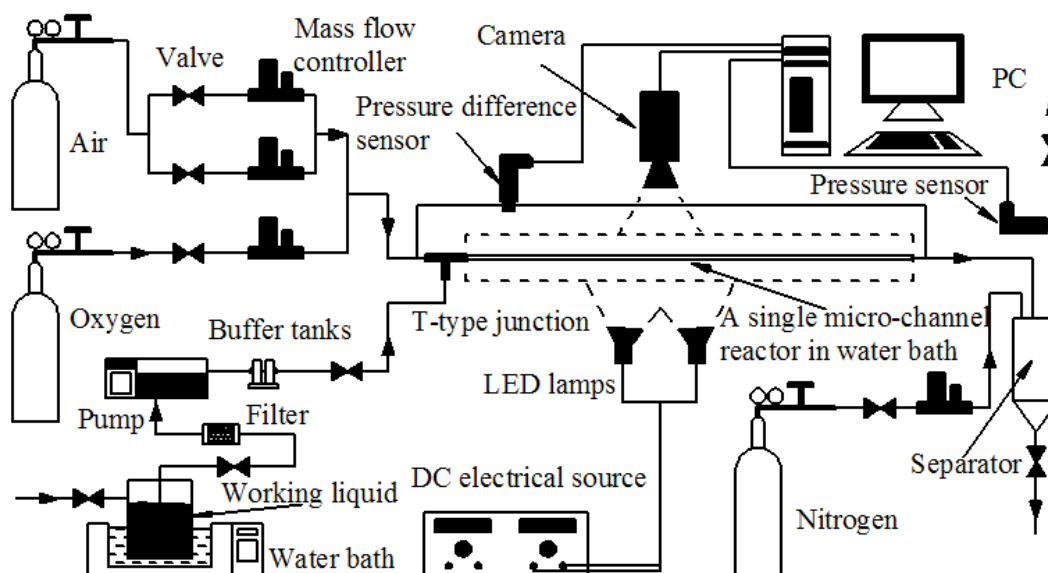 Mass flow
controller
Camera
Valve
PC
Pressure difference
sensor
Air
Pressure sensor
Oxygen
Buffer tanks
T-type junction
A single micro-channel
reactor in water bath
LED lamps
Pump
Filter
Separator
DC electrical source
Working liquid
Nitrogen
Water bath